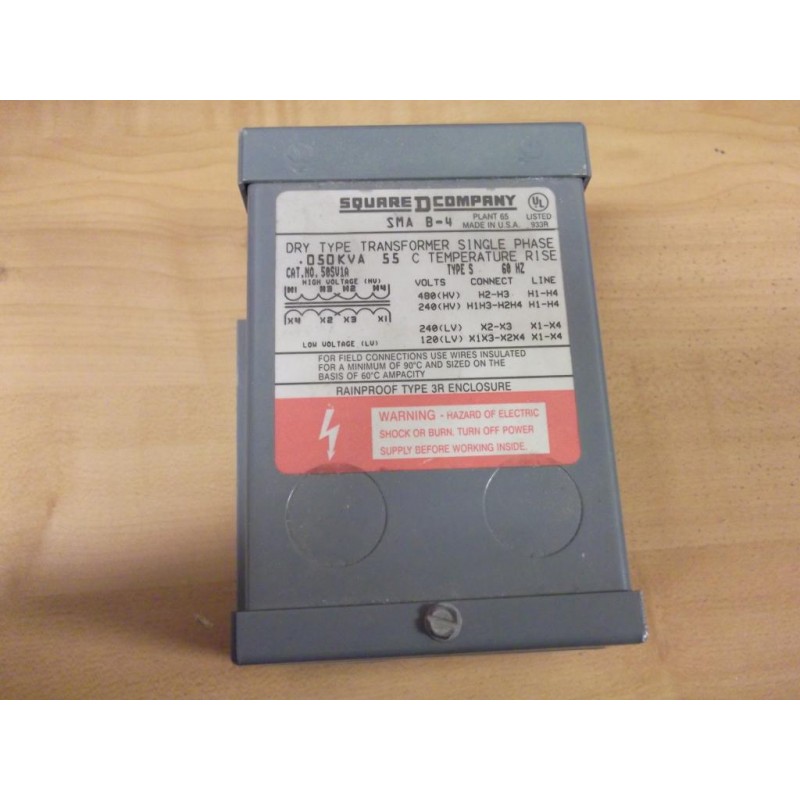 SQUARE D COMPANY
UL LISTED 933R
SMA B-4 PLANT 65 MADE IN U.S.A.
DRY TYPE TRANSFORMER SINGLE PHASE
.050KVA 55 C TEMPERATURE RISE
CAT.NO. 50SV1A TYPE S 60 HZ
HIGH VOLTAGE (HV) VOLTS CONNECT LINE
H1 H3 H2 H4
480(HV) H2-H3 H1-H4
240(HV) H1H3-H2H4 H1-H4
X4 X2 X3 X1
240(LV) X2-X3 X1-X4
LOW VOLTAGE (LV) 120(LV) X1X3-X2X4 X1-X4
FOR FIELD CONNECTIONS USE WIRES INSULATED
FOR A MINIMUM OF 90°C AND SIZED ON THE
BASIS OF 60°C AMPACITY
RAINPROOF TYPE 3R ENCLOSURE
WARNING - HAZARD OF ELECTRIC
SHOCK OR BURN. TURN OFF POWER
SUPPLY BEFORE WORKING INSIDE.